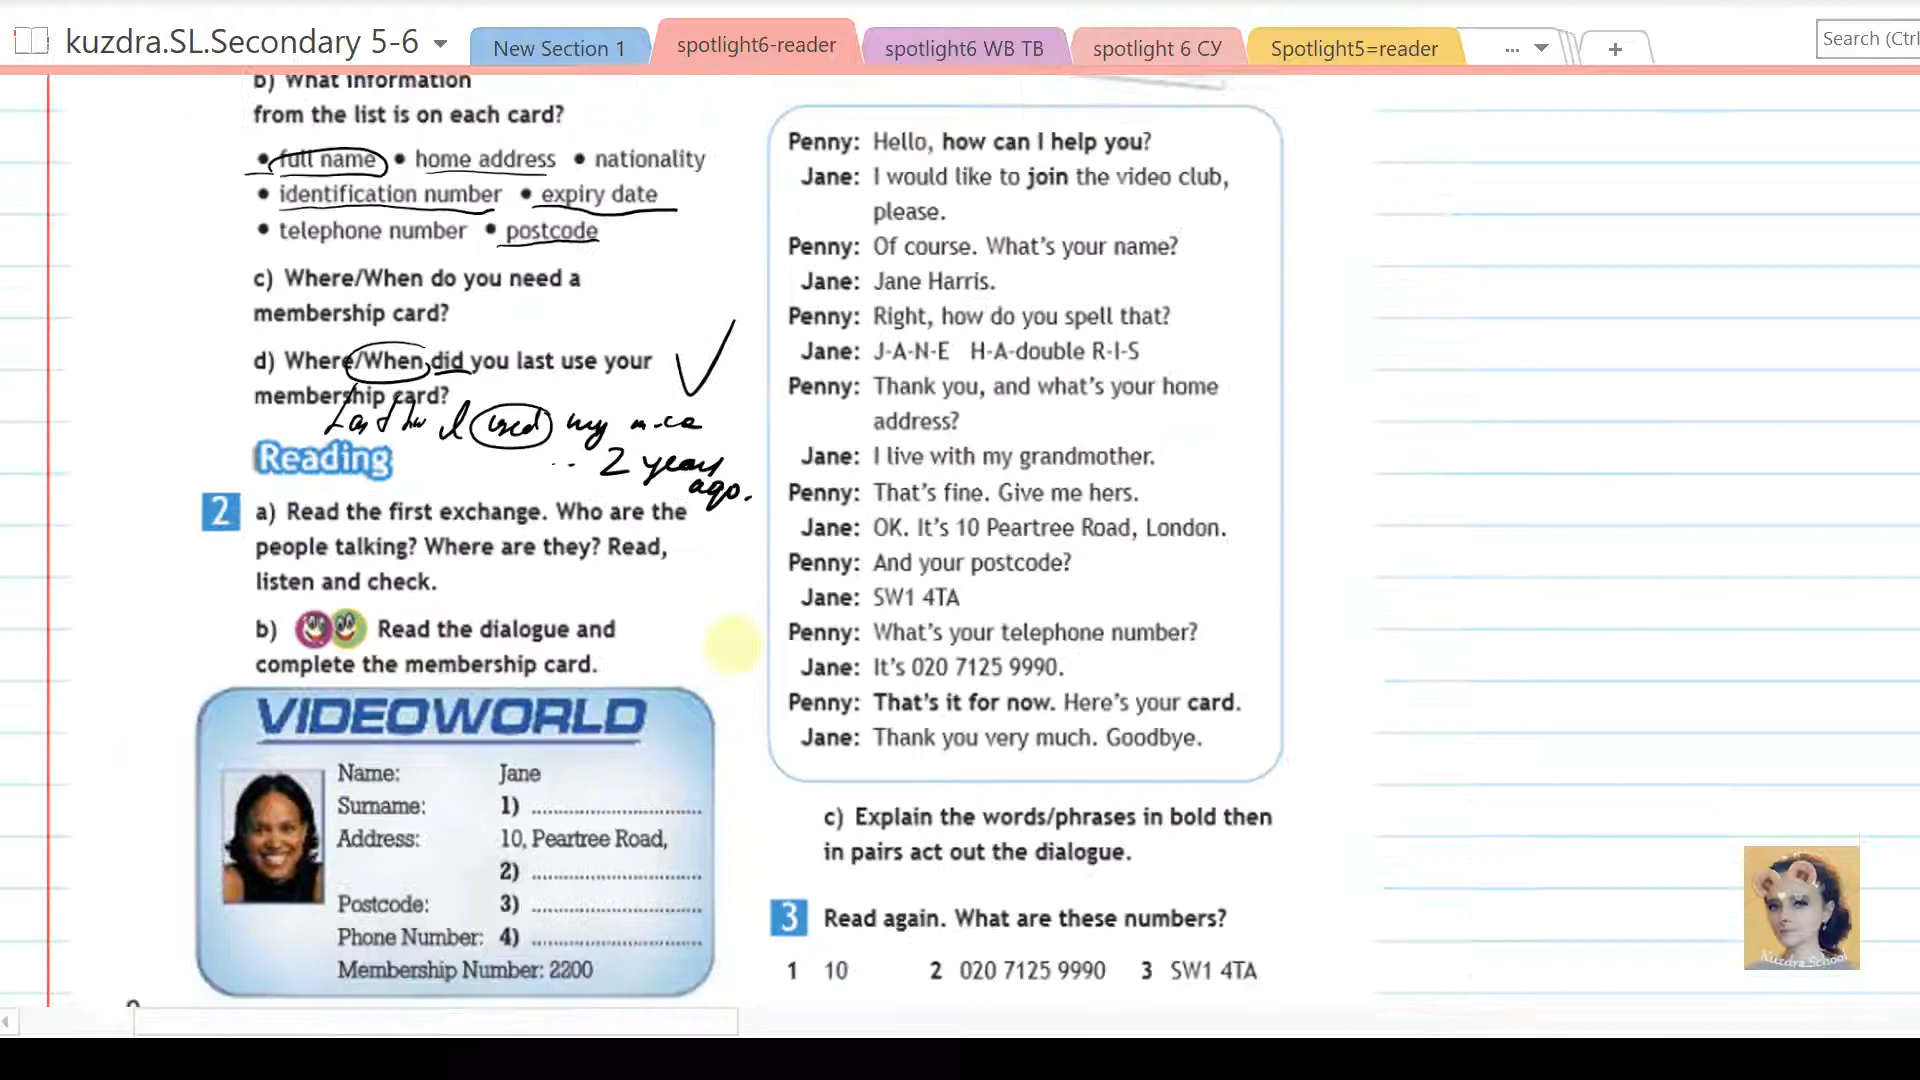 kuzdra.SL.Secondary 5-6
New Section 1
spotlight6-reader
spotlight6 WB TB
spotlight 6 СУ
Spotlight5=reader
...
+
Search (Ctrl
b) What information
from the list is on each card?
• full name • home address • nationality
• identification number • expiry date
• telephone number • postcode
c) Where/When do you need a
membership card?
d) Where/When did you last use your
membership card?
I used my
.. 2 years
ago.
Reading
2 a) Read the first exchange. Who are the
people talking? Where are they? Read,
listen and check.
b) Read the dialogue and
complete the membership card.
VIDEOWORLD
Name: Jane
Surname: 1) ..............................
Address: 10, Peartree Road,
2) ..............................
Postcode: 3) ..............................
Phone Number: 4) ..............................
Membership Number: 2200
Penny: Hello, how can I help you?
Jane: I would like to join the video club,
please.
Penny: Of course. What's your name?
Jane: Jane Harris.
Penny: Right, how do you spell that?
Jane: J-A-N-E H-A-double R-I-S
Penny: Thank you, and what's your home
address?
Jane: I live with my grandmother.
Penny: That's fine. Give me hers.
Jane: OK. It's 10 Peartree Road, London.
Penny: And your postcode?
Jane: SW1 4TA
Penny: What's your telephone number?
Jane: It's 020 7125 9990.
Penny: That's it for now. Here's your card.
Jane: Thank you very much. Goodbye.
c) Explain the words/phrases in bold then
in pairs act out the dialogue.
3 Read again. What are these numbers?
1 10 2 020 7125 9990 3 SW1 4TA
Kuzdra.School